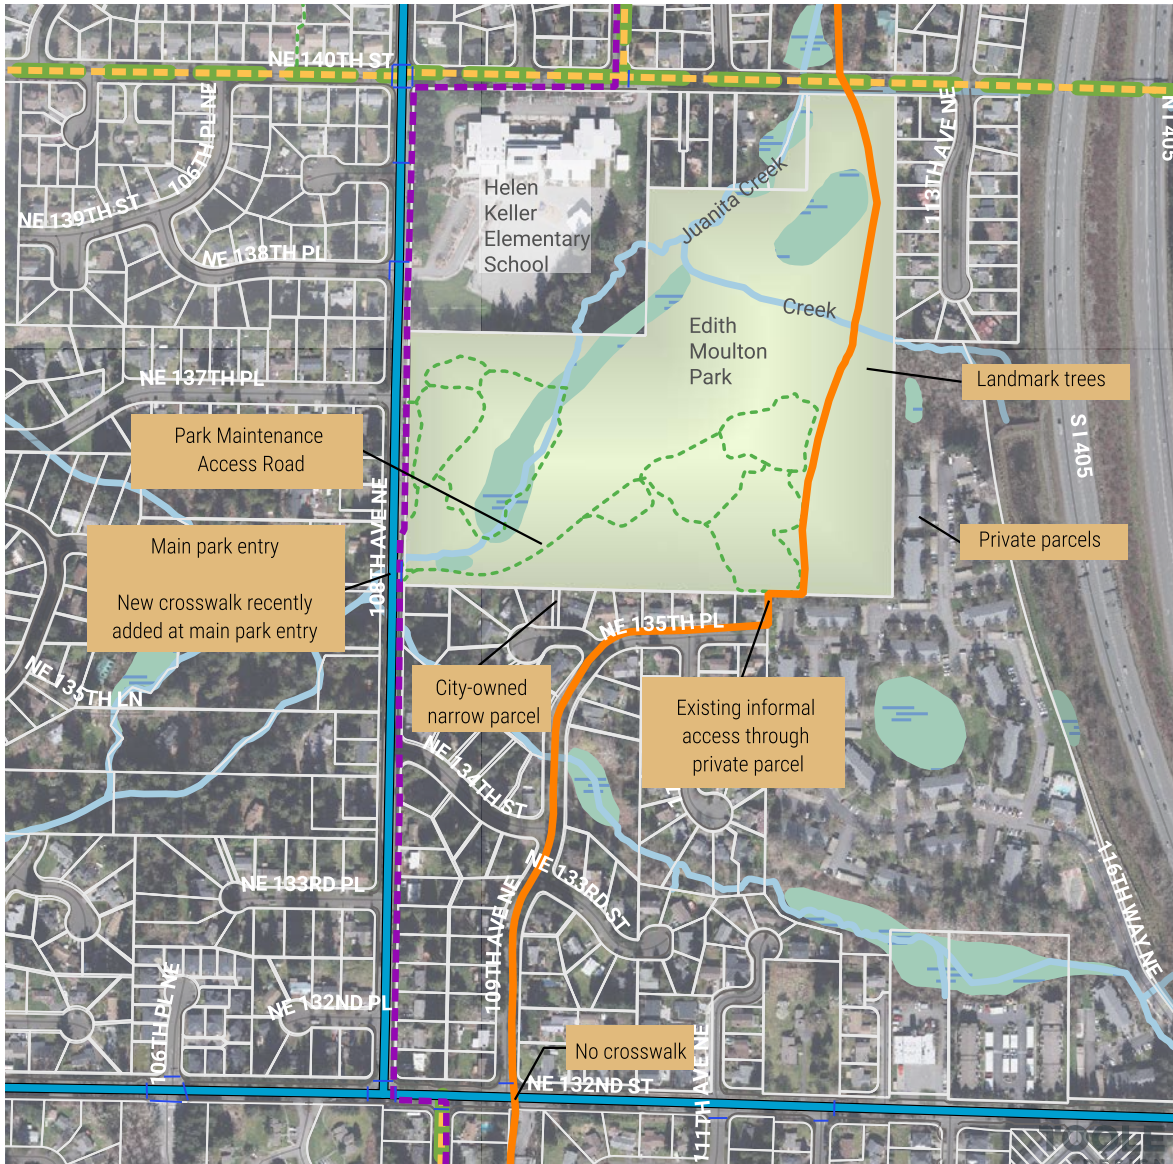 NE 140TH ST
106TH PL NE
NE 139TH ST
NE 138TH PL
Helen
Keller
Elementary
School
Juanita Creek
Creek
113TH AVE NE
N I 405
Edith
Moulton
Park
NE 137TH PL
Landmark trees
S I 405
Park Maintenance
Access Road
108TH AVE NE
Main park entry
New crosswalk recently
added at main park entry
Private parcels
NE 135TH PL
NE 135TH LN
City-owned
narrow parcel
Existing informal
access through
private parcel
NE 134TH ST
NE 133RD PL
NE 133RD ST
109TH AVE NE
116TH WAY NE
106TH PL NE
NE 132ND PL
No crosswalk
NE 132ND ST
111TH AVE NE